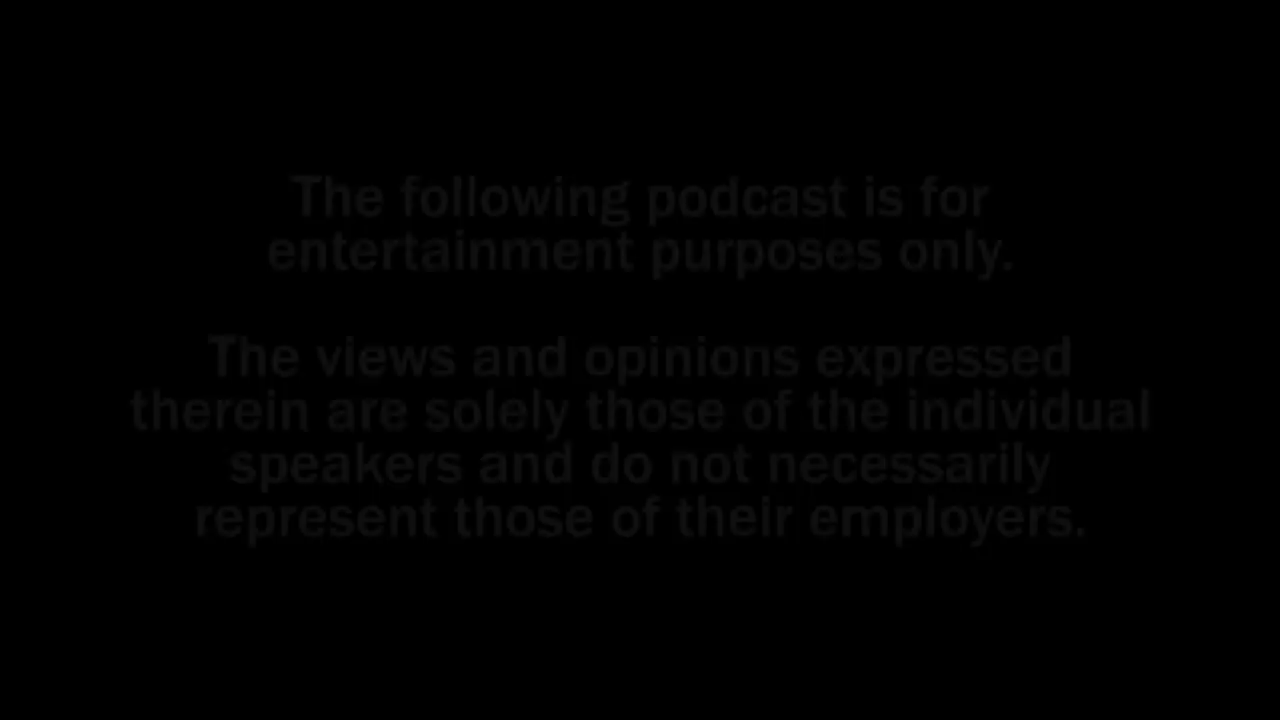 The following podcast is for
entertainment purposes only.
The views and opinions expressed
therein are solely those of the individual
speakers and do not necessarily
represent those of their employers.